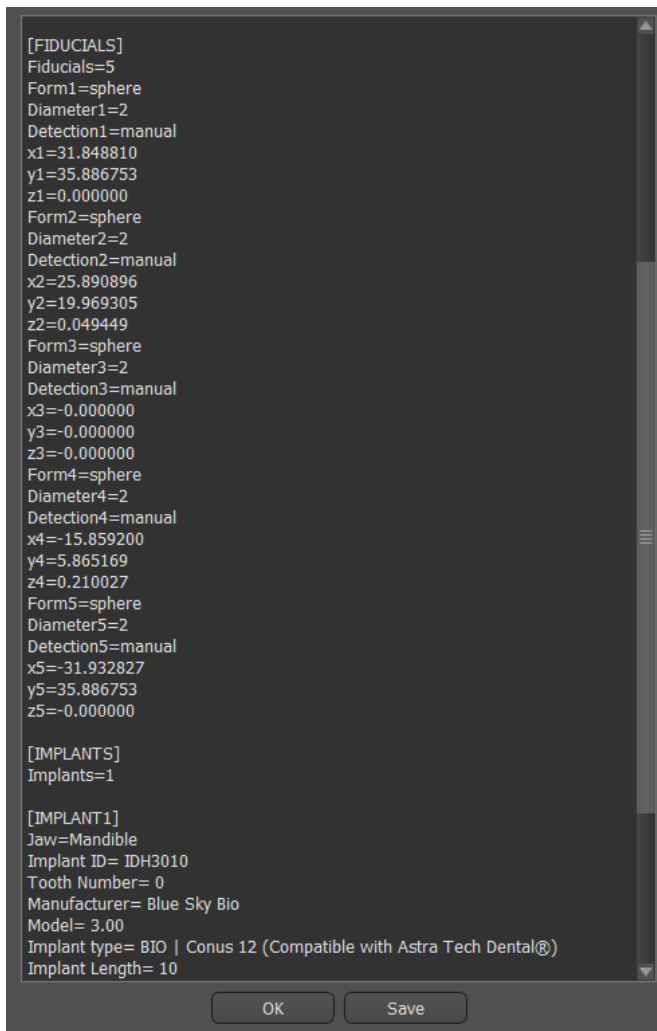 [FIDUCIALS]
Fiducials=5
Form1=sphere
Diameter1=2
Detection1=manual
x1=31.848810
y1=35.886753
z1=0.000000
Form2=sphere
Diameter2=2
Detection2=manual
x2=25.890896
y2=19.969305
z2=0.049449
Form3=sphere
Diameter3=2
Detection3=manual
x3=-0.000000
y3=-0.000000
z3=-0.000000
Form4=sphere
Diameter4=2
Detection4=manual
x4=-15.859200
y4=5.865169
z4=0.210027
Form5=sphere
Diameter5=2
Detection5=manual
x5=-31.932827
y5=35.886753
z5=-0.000000
[IMPLANTS]
Implants=1
[IMPLANT1]
Jaw=Mandible
Implant ID= IDH3010
Tooth Number= 0
Manufacturer= Blue Sky Bio
Model= 3.00
Implant type= BIO | Conus 12 (Compatible with Astra Tech Dental®)
Implant Length= 10
OK Save